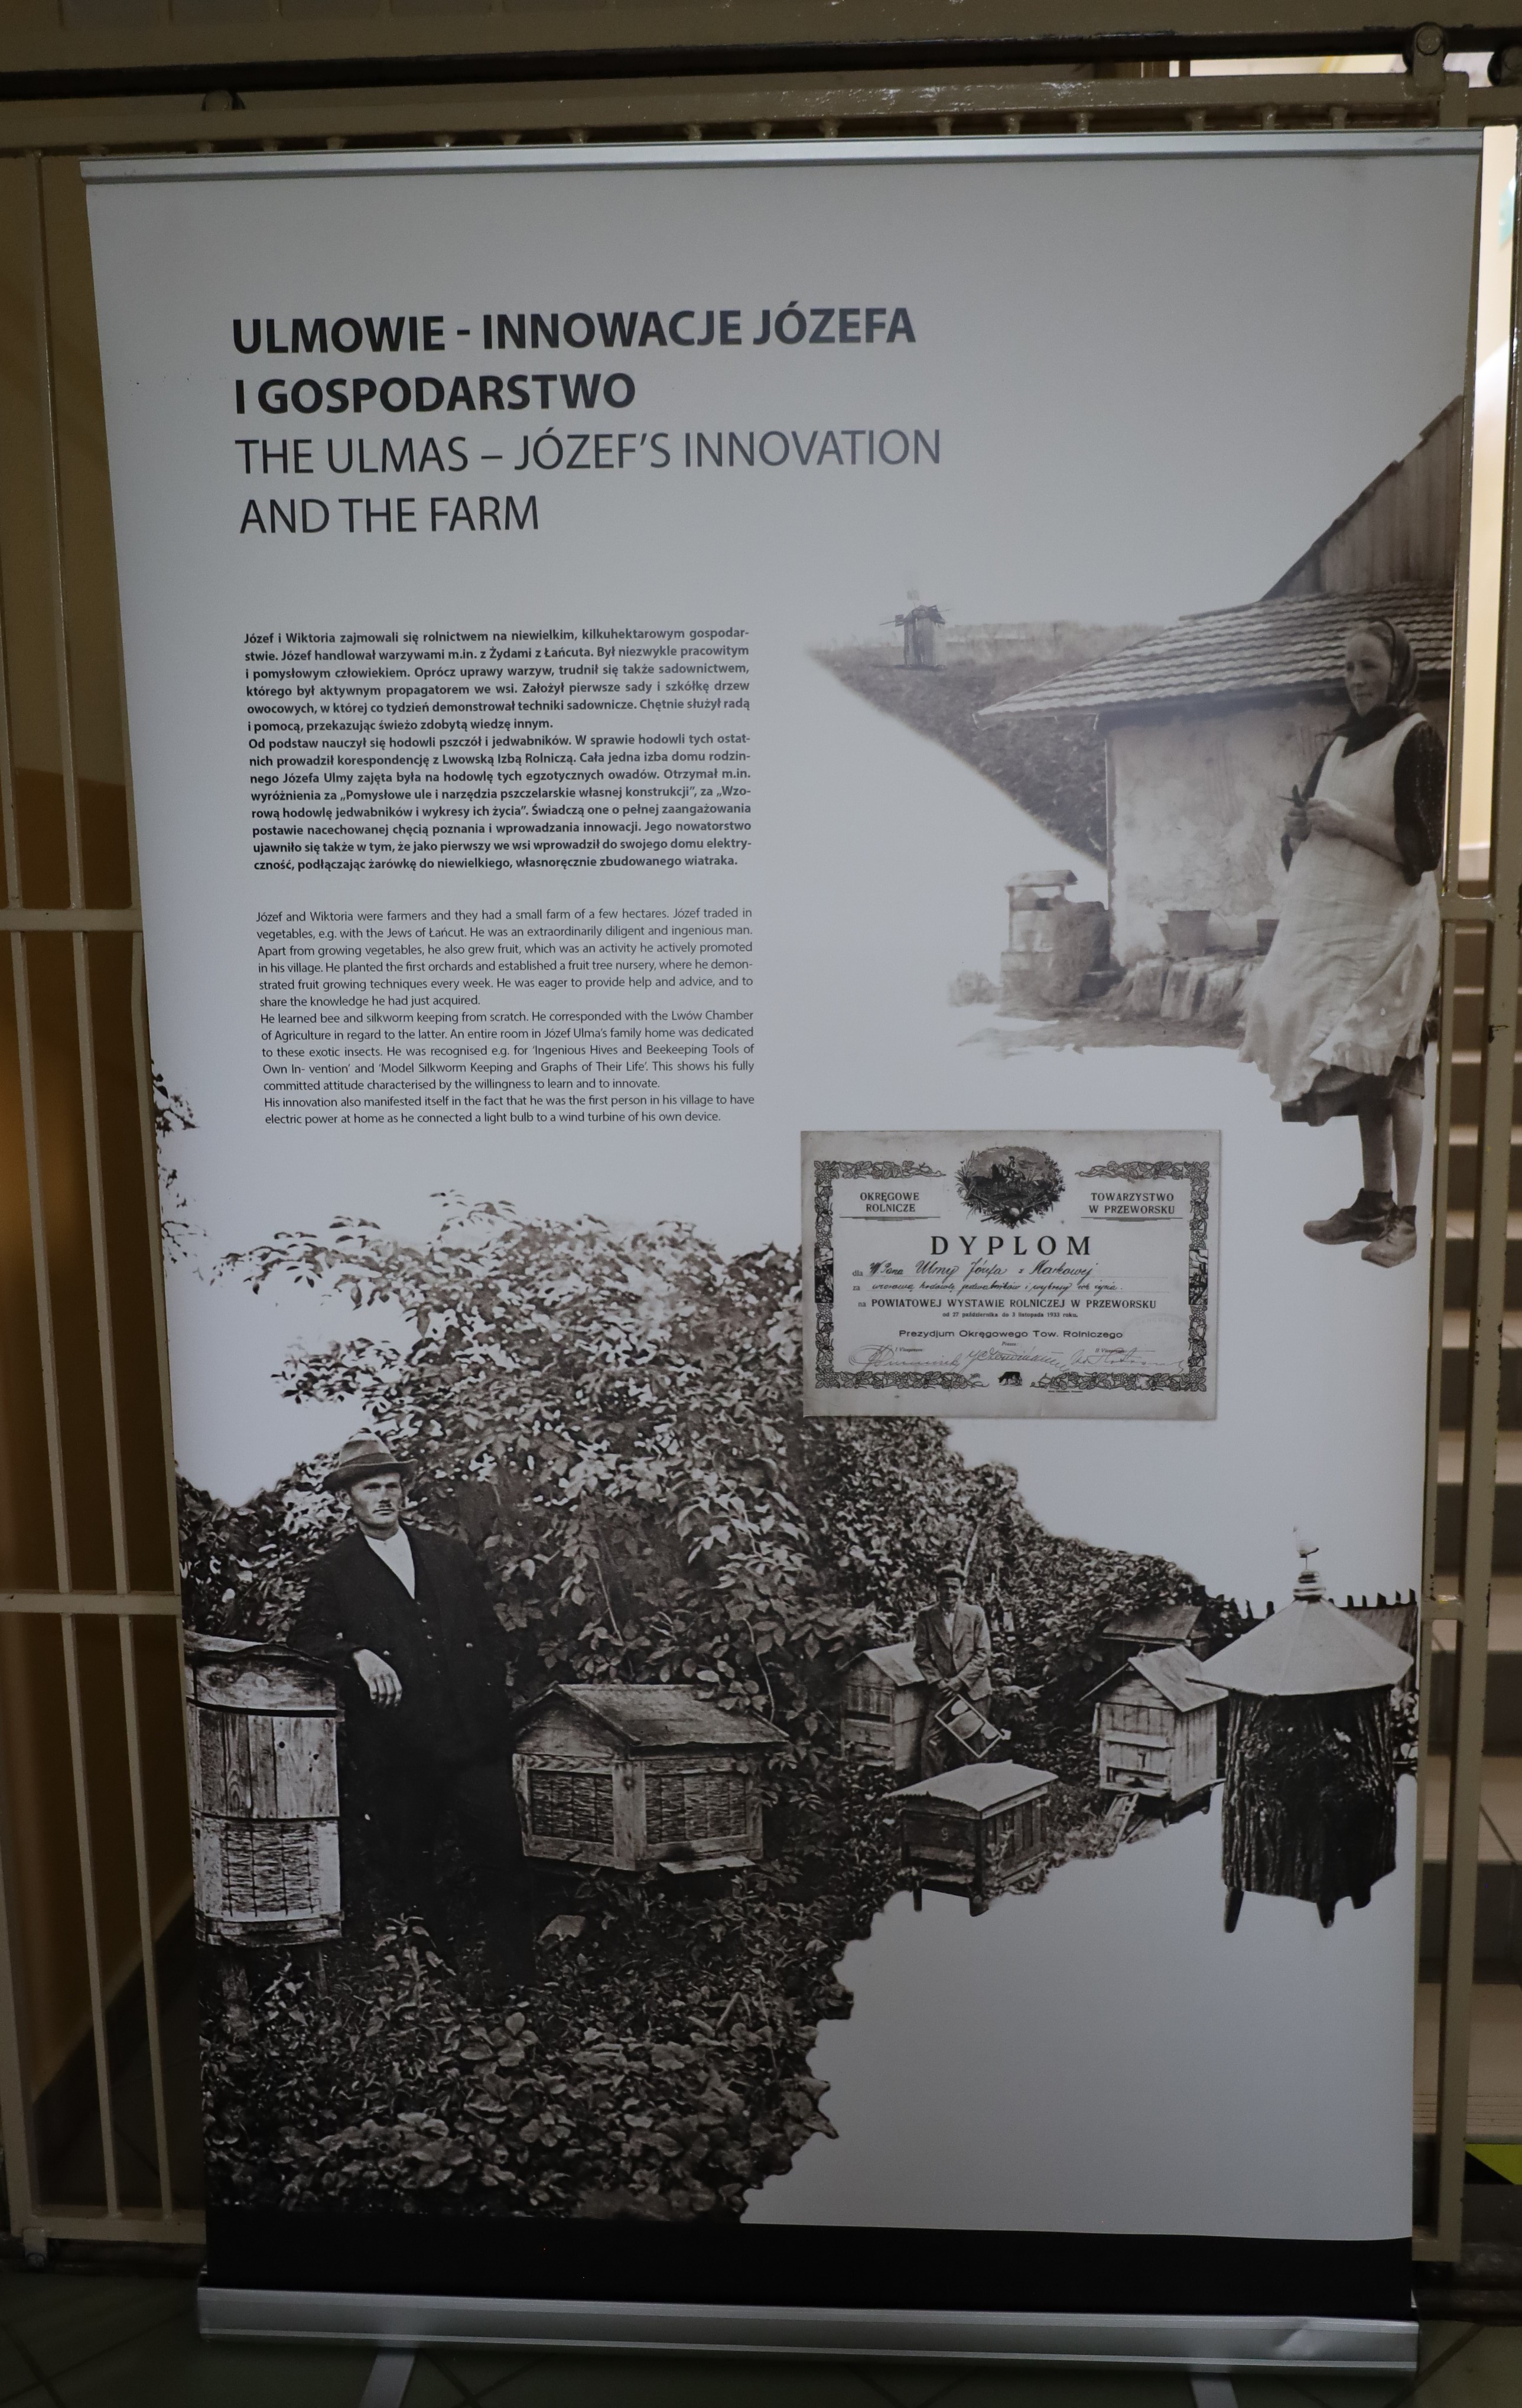 ULMOWIE - INNOWACJE JÓZEFA
I GOSPODARSTWO
THE ULMAS – JÓZEF'S INNOVATION
AND THE FARM
Józef i Wiktoria zajmowali się rolnictwem na niewielkim, kilkuhektarowym gospodar-
stwie. Józef handlował warzywami m.in. z Żydami z Łańcuta. Był niezwykle pracowitym
i pomysłowym człowiekiem. Oprócz uprawy warzyw, trudnił się także sadownictwem,
którego był aktywnym propagatorem we wsi. Założył pierwsze sady i szkółkę drzew
owocowych, w której co tydzień demonstrował techniki sadownicze. Chętnie służył radą
i pomocą, przekazując świeżo zdobytą wiedzę innym.
Od podstaw nauczył się hodowli pszczół i jedwabników. W sprawie hodowli tych ostat-
nich prowadził korespondencję z Lwowską Izbą Rolniczą. Cała jedna izba domu rodzin-
nego Józefa Ulmy zajęta była na hodowlę tych egzotycznych owadów. Otrzymał m.in.
wyróżnienia za „Pomysłowe ule i narzędzia pszczelarskie własnej konstrukcji”, za „Wzo-
rową hodowlę jedwabników i wykresy ich życia”. Świadczą one o pełnej zaangażowania
postawie nacechowanej chęcią poznania i wprowadzania innowacji. Jego nowatorstwo
ujawniło się także w tym, że jako pierwszy we wsi wprowadził do swojego domu elektry-
czność, podłączając żarówkę do niewielkiego, własnoręcznie zbudowanego wiatraka.
Józef and Wiktoria were farmers and they had a small farm of a few hectares. Józef traded in
vegetables, e.g. with the Jews of Łańcut. He was an extraordinarily diligent and ingenious man.
Apart from growing vegetables, he also grew fruit, which was an activity he actively promoted
in his village. He planted the first orchards and established a fruit tree nursery, where he demon-
strated fruit growing techniques every week. He was eager to provide help and advice, and to
share the knowledge he had just acquired.
He learned bee and silkworm keeping from scratch. He corresponded with the Lwów Chamber
of Agriculture in regard to the latter. An entire room in Józef Ulma's family home was dedicated
to these exotic insects. He was recognised e.g. for 'Ingenious Hives and Beekeeping Tools of
Own In- vention' and 'Model Silkworm Keeping and Graphs of Their Life'. This shows his fully
committed attitude characterised by the willingness to learn and to innovate.
His innovation also manifested itself in the fact that he was the first person in his village to have
electric power at home as he connected a light bulb to a wind turbine of his own device.
OKRĘGOWE TOWARZYSTWO
ROLNICZE W PRZEWORSKU
DYPLOM
dla W. Pana Ulmy Józefa z Markowej
za wzorową hodowlę jedwabników i wykresy ich życia.
na POWIATOWEJ WYSTAWIE ROLNICZEJ W PRZEWORSKU
od 27 października do 3 listopada 1933 roku.
Prezydjum Okręgowego Tow. Rolniczego